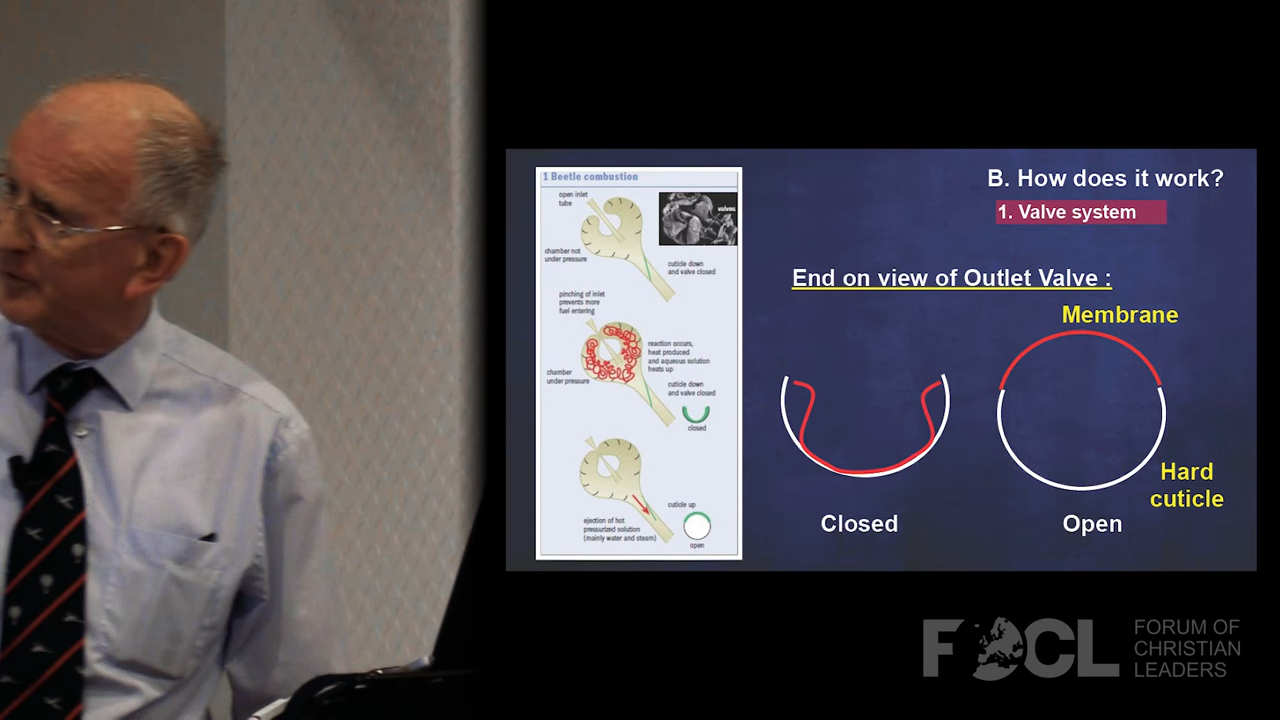 1 Beetle combustion
open inlet
tube
valves
chamber not
under pressure
cuticle down
and valve closed
pinching of inlet
prevents more
fuel entering
reaction occurs,
heat produced
and aqueous solution
heats up
chamber
under pressure
cuticle down
and valve closed
closed
cuticle up
ejection of hot
pressurized solution
(mainly water and steam)
open
B. How does it work?
1. Valve system
End on view of Outlet Valve :
Membrane
Hard
cuticle
Closed
Open
FOCL
FORUM OF
CHRISTIAN
LEADERS